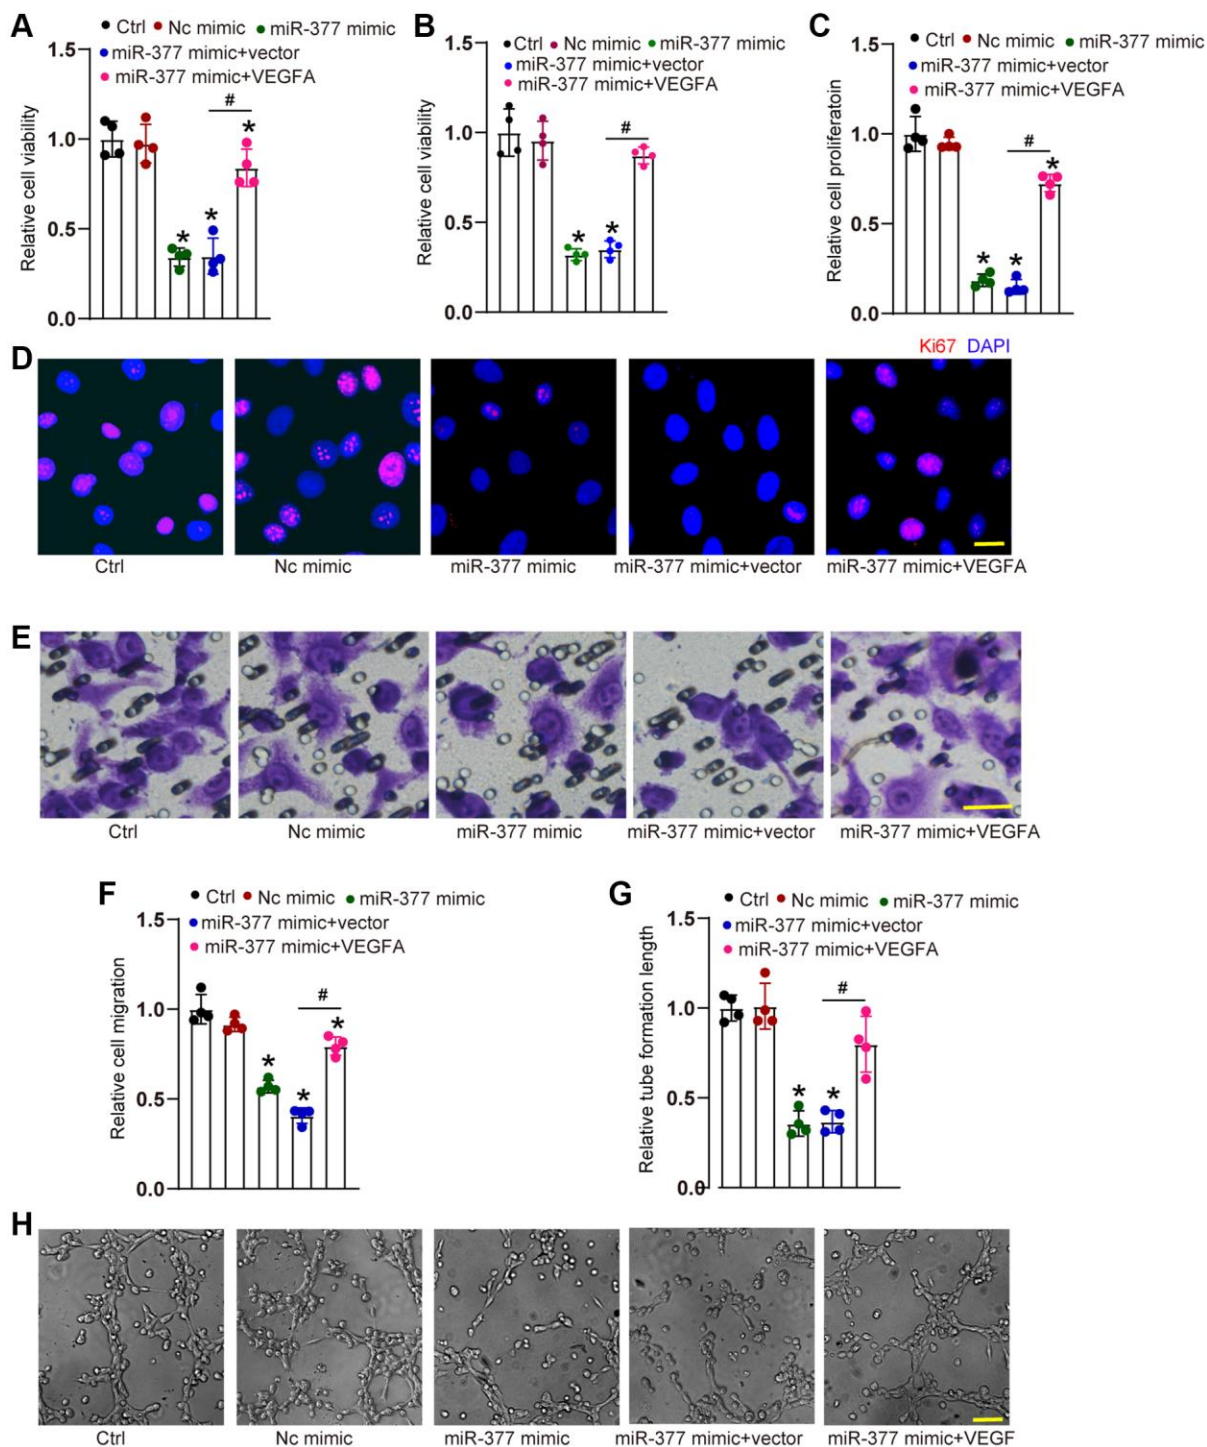 A
Ctrl Nc mimic miR-377 mimic
miR-377 mimic+vector
miR-377 mimic+VEGFA
Relative cell viability
1.5
1.0
0.5
0.0
*
*
*
#
B
Ctrl Nc mimic miR-377 mimic
miR-377 mimic+vector
miR-377 mimic+VEGFA
Relative cell viability
1.5
1.0
0.5
0.0
*
*
#
C
Ctrl Nc mimic miR-377 mimic
miR-377 mimic+vector
miR-377 mimic+VEGFA
Relative cell proliferatoin
1.5
1.0
0.5
0.0
*
*
*
#
D
Ki67 DAPI
Ctrl Nc mimic miR-377 mimic miR-377 mimic+vector miR-377 mimic+VEGFA
E
Ctrl Nc mimic miR-377 mimic miR-377 mimic+vector miR-377 mimic+VEGFA
F
Ctrl Nc mimic miR-377 mimic
miR-377 mimic+vector
miR-377 mimic+VEGFA
Relative cell migration
1.5
1.0
0.5
0.0
*
*
*
#
G
Ctrl Nc mimic miR-377 mimic
miR-377 mimic+vector
miR-377 mimic+VEGFA
Relative tube formation length
1.5
1.0
0.5
0.0
*
*
#
H
Ctrl Nc mimic miR-377 mimic miR-377 mimic+vector miR-377 mimic+VEGF